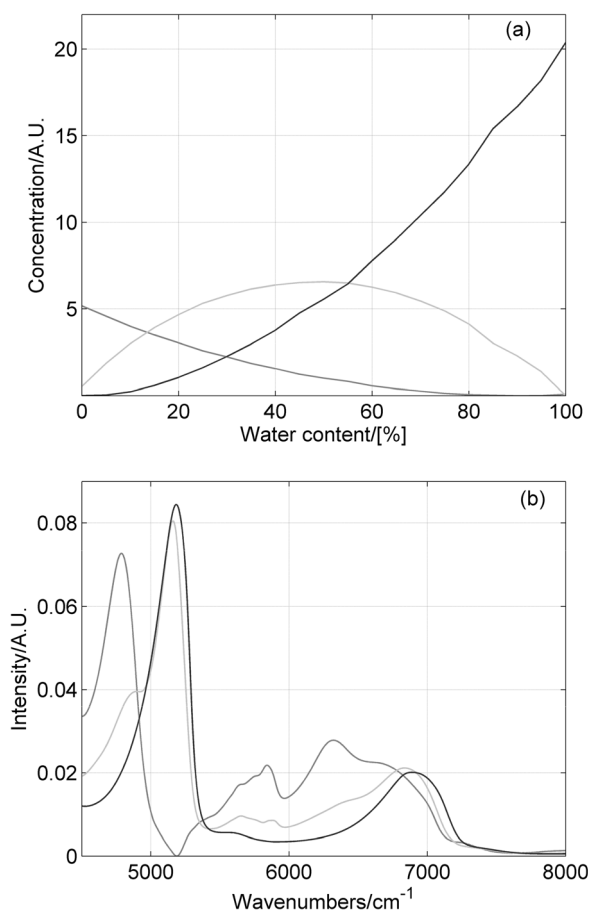 (a)
20
15
10
5
Concentration/A.U.
0 20 40 60 80 100
Water content/[%]
(b)
0.08
0.06
0.04
0.02
0
Intensity/A.U.
5000 6000 7000 8000
Wavenumbers/cm⁻¹